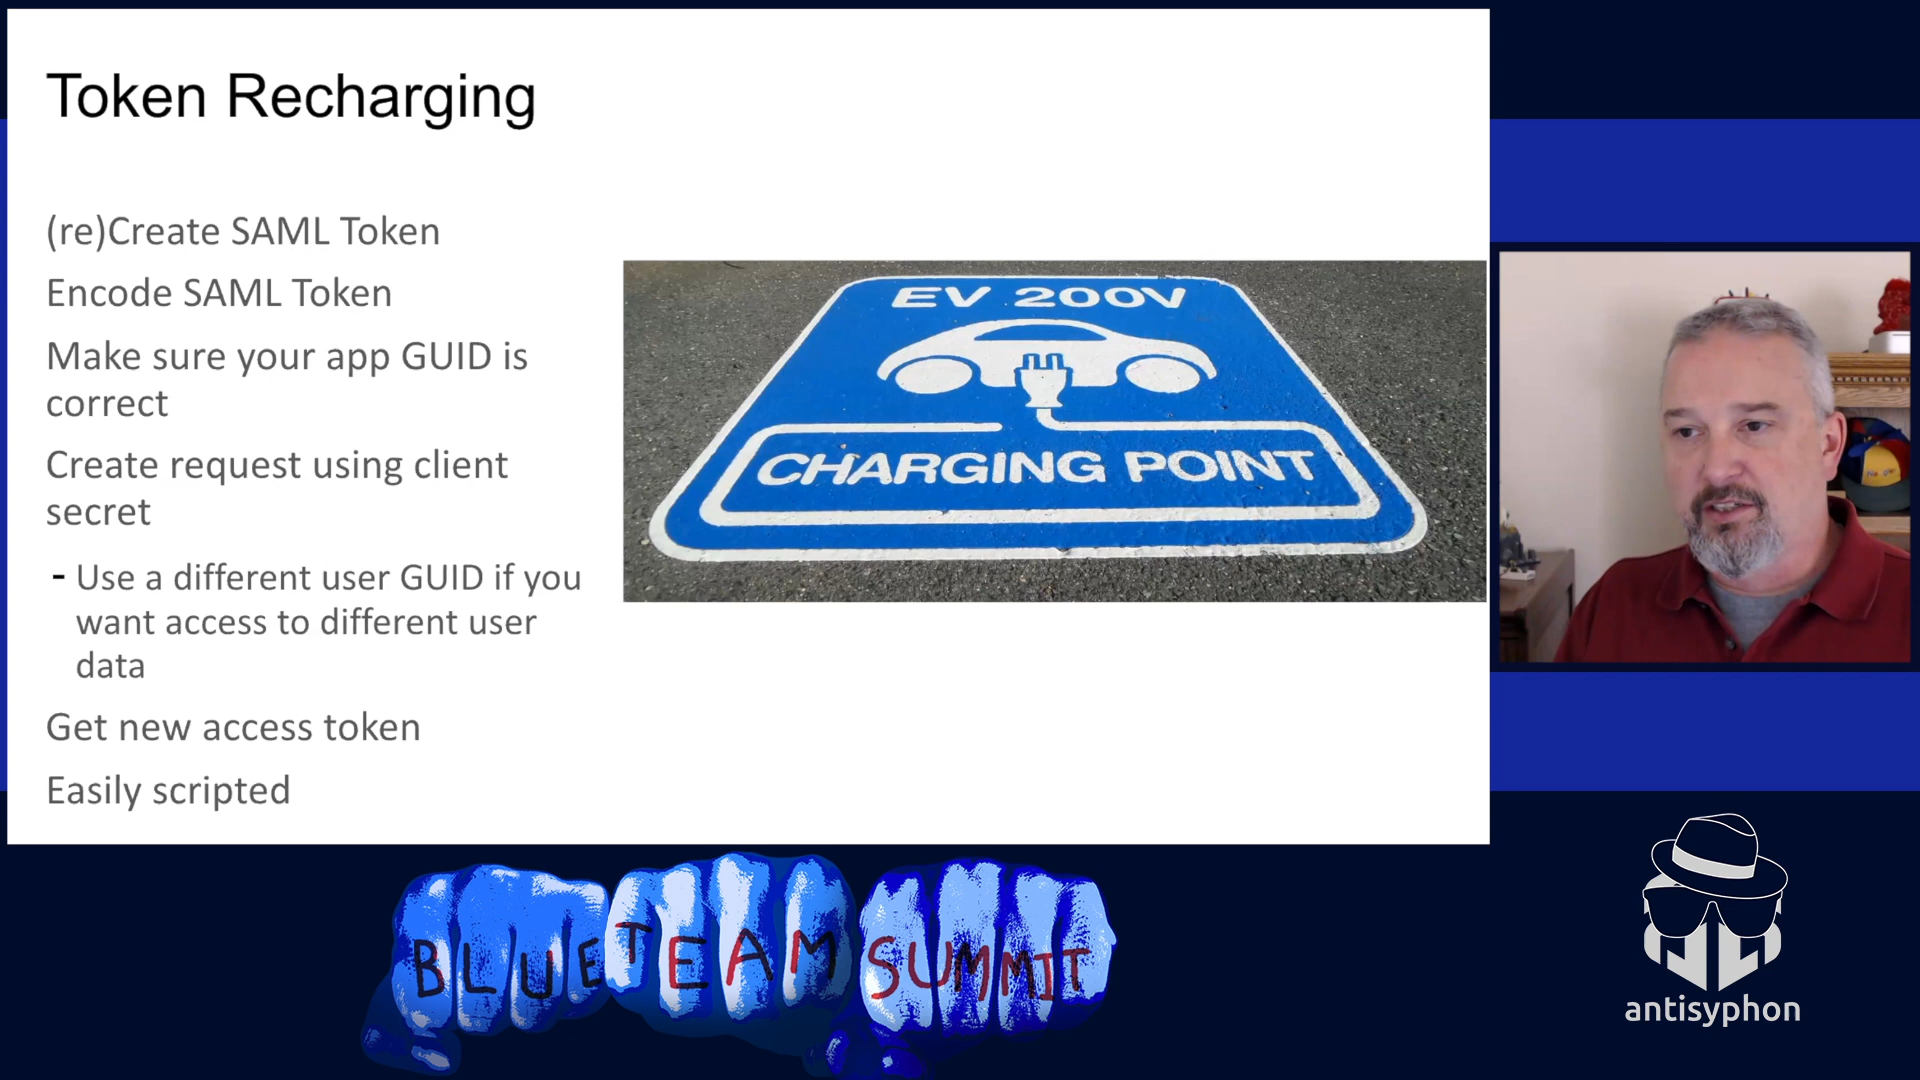 Token Recharging
(re)Create SAML Token
Encode SAML Token
Make sure your app GUID is
correct
Create request using client
secret
- Use a different user GUID if you
want access to different user
data
Get new access token
Easily scripted
EV 200V
CHARGING POINT
BLUE TEAM SUMMIT
antisyphon